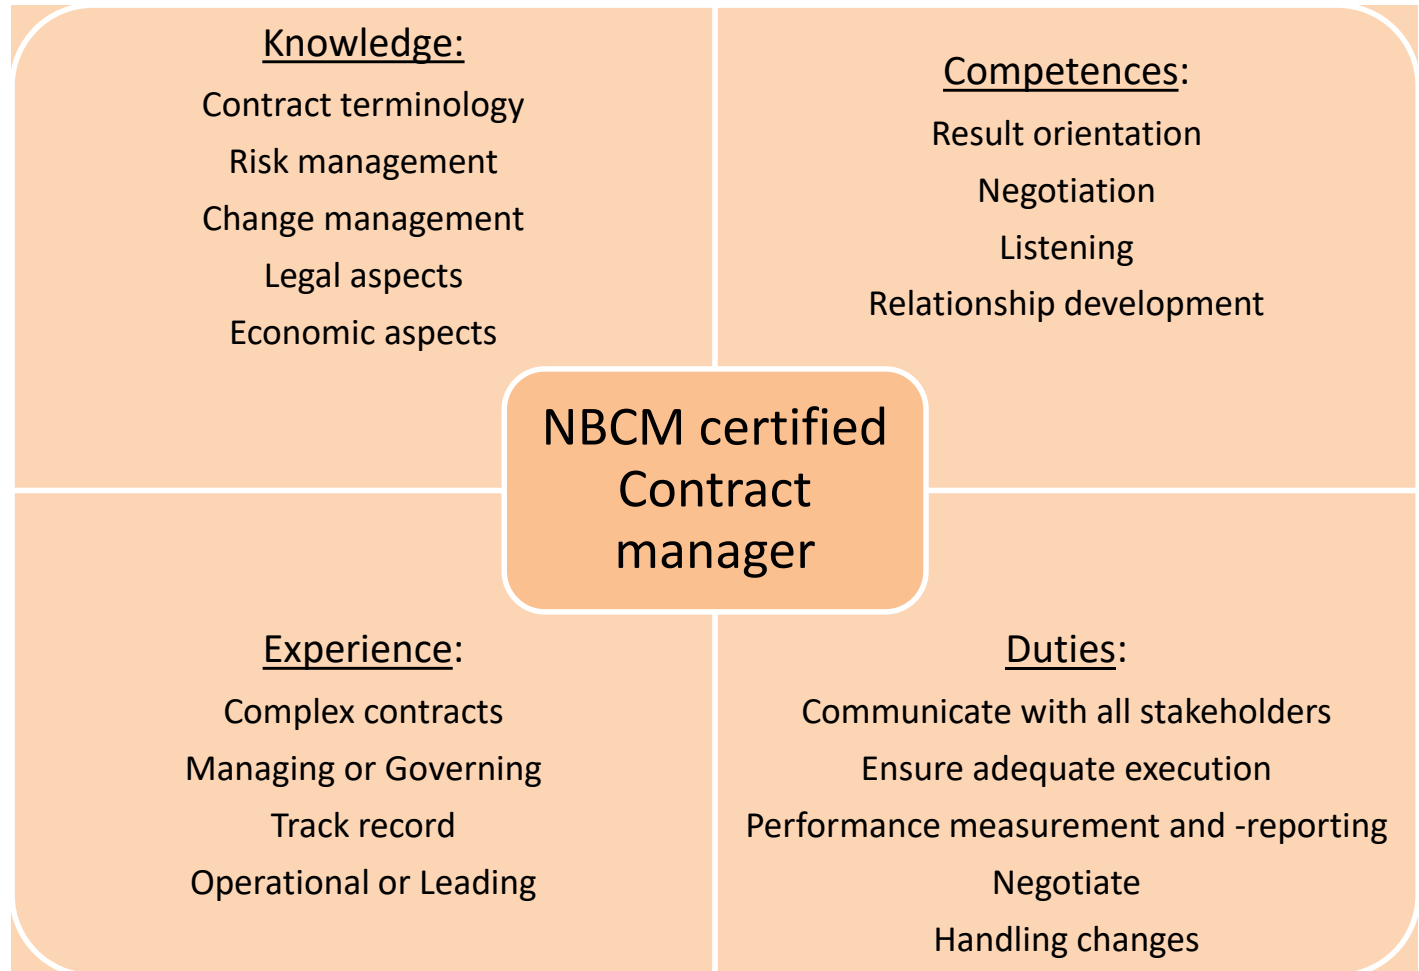 Knowledge:
Contract terminology
Risk management
Change management
Legal aspects
Economic aspects
Competences:
Result orientation
Negotiation
Listening
Relationship development
NBCM certified
Contract
manager
Experience:
Complex contracts
Managing or Governing
Track record
Operational or Leading
Duties:
Communicate with all stakeholders
Ensure adequate execution
Performance measurement and -reporting
Negotiate
Handling changes